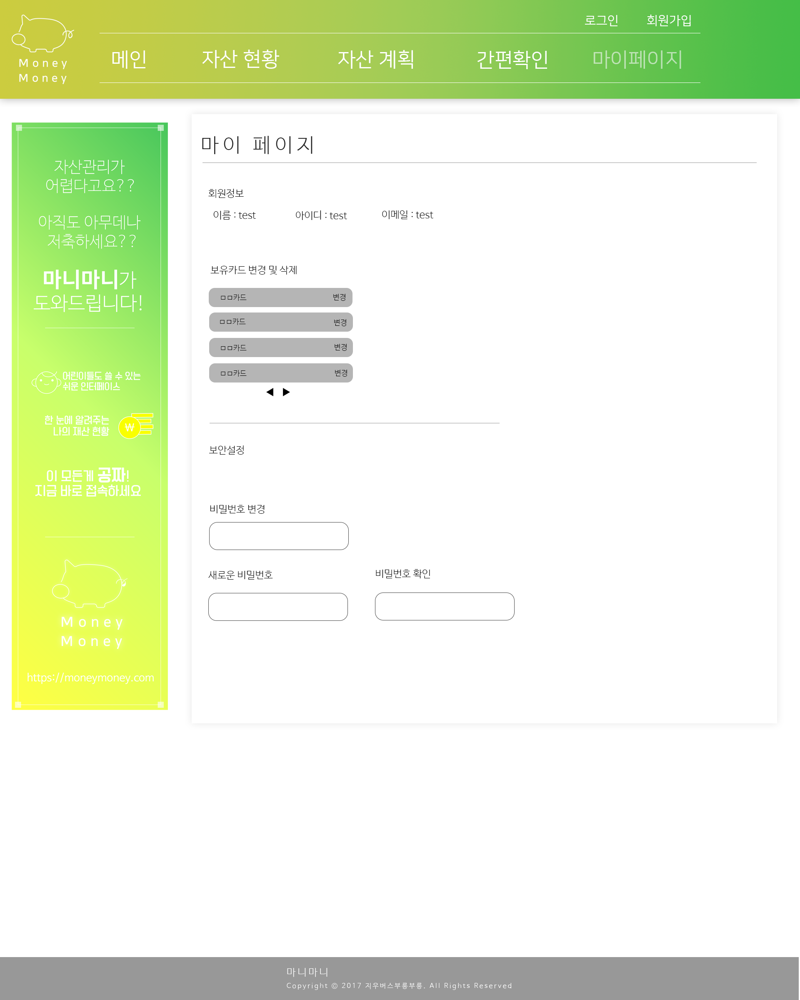 로그인 회원가입
Money
Money
메인 자산 현황 자산 계획 간편확인 마이페이지
자산관리가
어렵다고요??
아직도 아무데나
저축하세요??
마니마니가
도와드립니다!
어린이들도 쓸 수 있는
쉬운 인터페이스
한 눈에 알려주는
나의 재산 현황
₩
이 모든게 공짜!
지금 바로 접속하세요
Money
Money
https://moneymoney.com
마이 페이지
회원정보
이름 : test 아이디 : test 이메일 : test
보유카드 변경 및 삭제
ㅁㅁ카드 변경
ㅁㅁ카드 변경
ㅁㅁ카드 변경
ㅁㅁ카드 변경
◀ ▶
보안설정
비밀번호 변경
새로운 비밀번호 비밀번호 확인
마니마니
Copyright © 2017 지우버스부릉부릉. All Rights Reserved